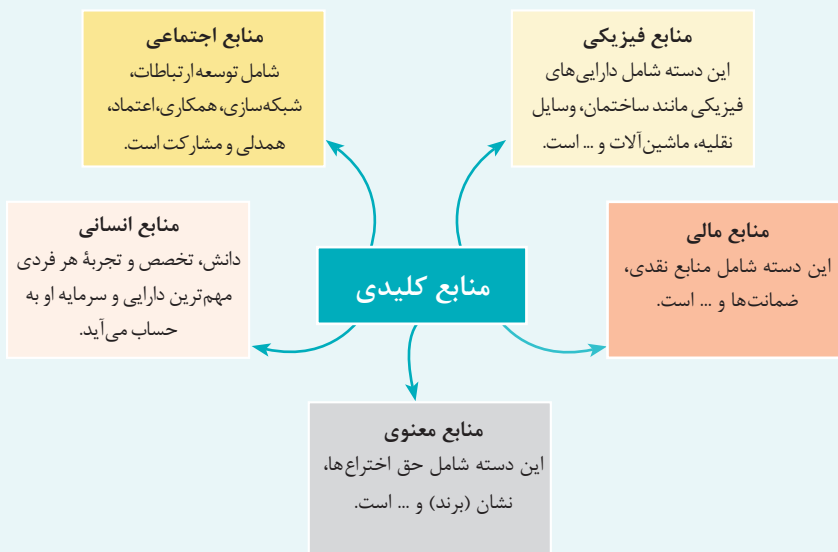 منابع فیزیکی
این دسته شامل دارایی‌های
فیزیکی مانند ساختمان، وسایل
نقلیه، ماشین‌آلات و ... است.
منابع اجتماعی
شامل توسعه ارتباطات،
شبکه‌سازی، همکاری، اعتماد،
همدلی و مشارکت است.
منابع مالی
این دسته شامل منابع نقدی،
ضمانت‌ها و ... است.
منابع کلیدی
منابع انسانی
دانش، تخصص و تجربهٔ هر فردی
مهم‌ترین دارایی و سرمایه او به
حساب می‌آید.
منابع معنوی
این دسته شامل حق اختراع‌ها،
نشان (برند) و ... است.